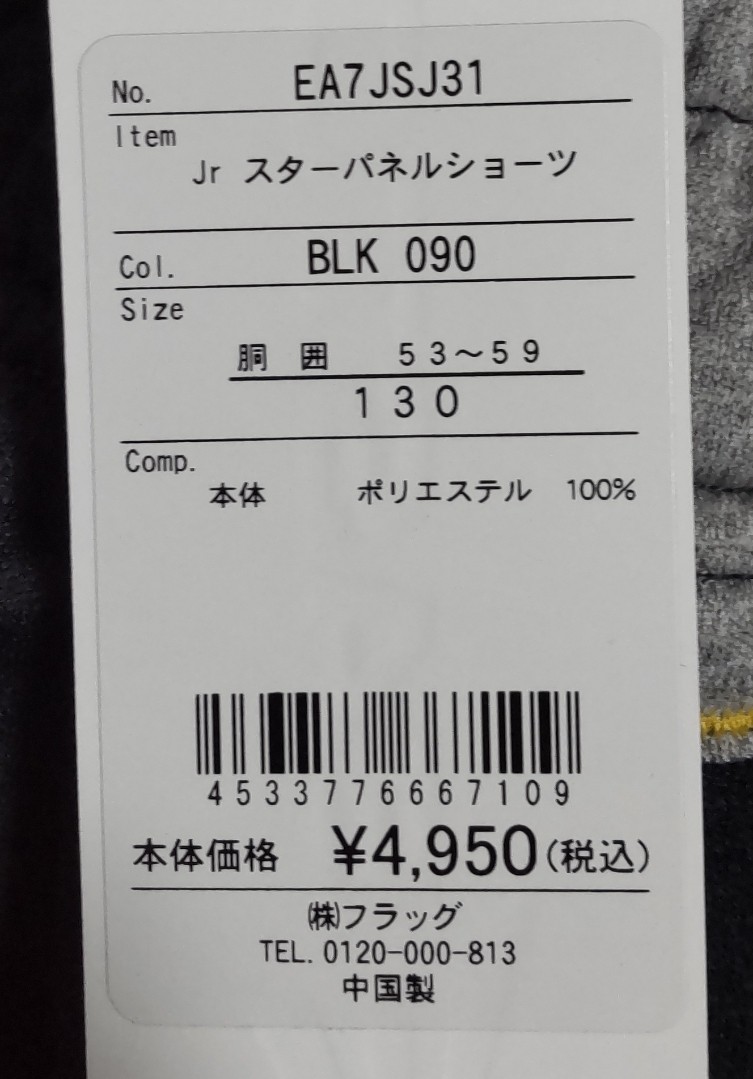 No. EA7JSJ31
Item
Jr スターパネルショーツ
Col. BLK 090
Size
胴 囲 53～59
130
Comp.
本体 ポリエステル 100%
4533776667109
本体価格 ¥4,950(税込)
㈱フラッグ
TEL. 0120-000-813
中国製